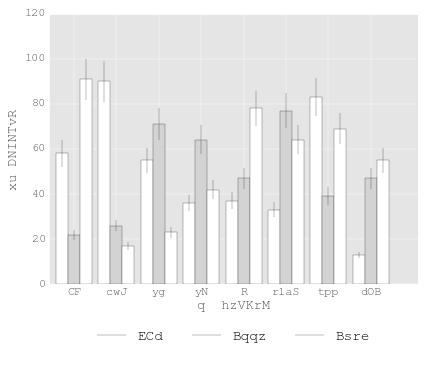 120
100
80
60
40
20
0
xu DNINTvR
CF cwJ yg yN R rlaS tpp dOB
q hzVKrM
ECd Bqqz Bsre